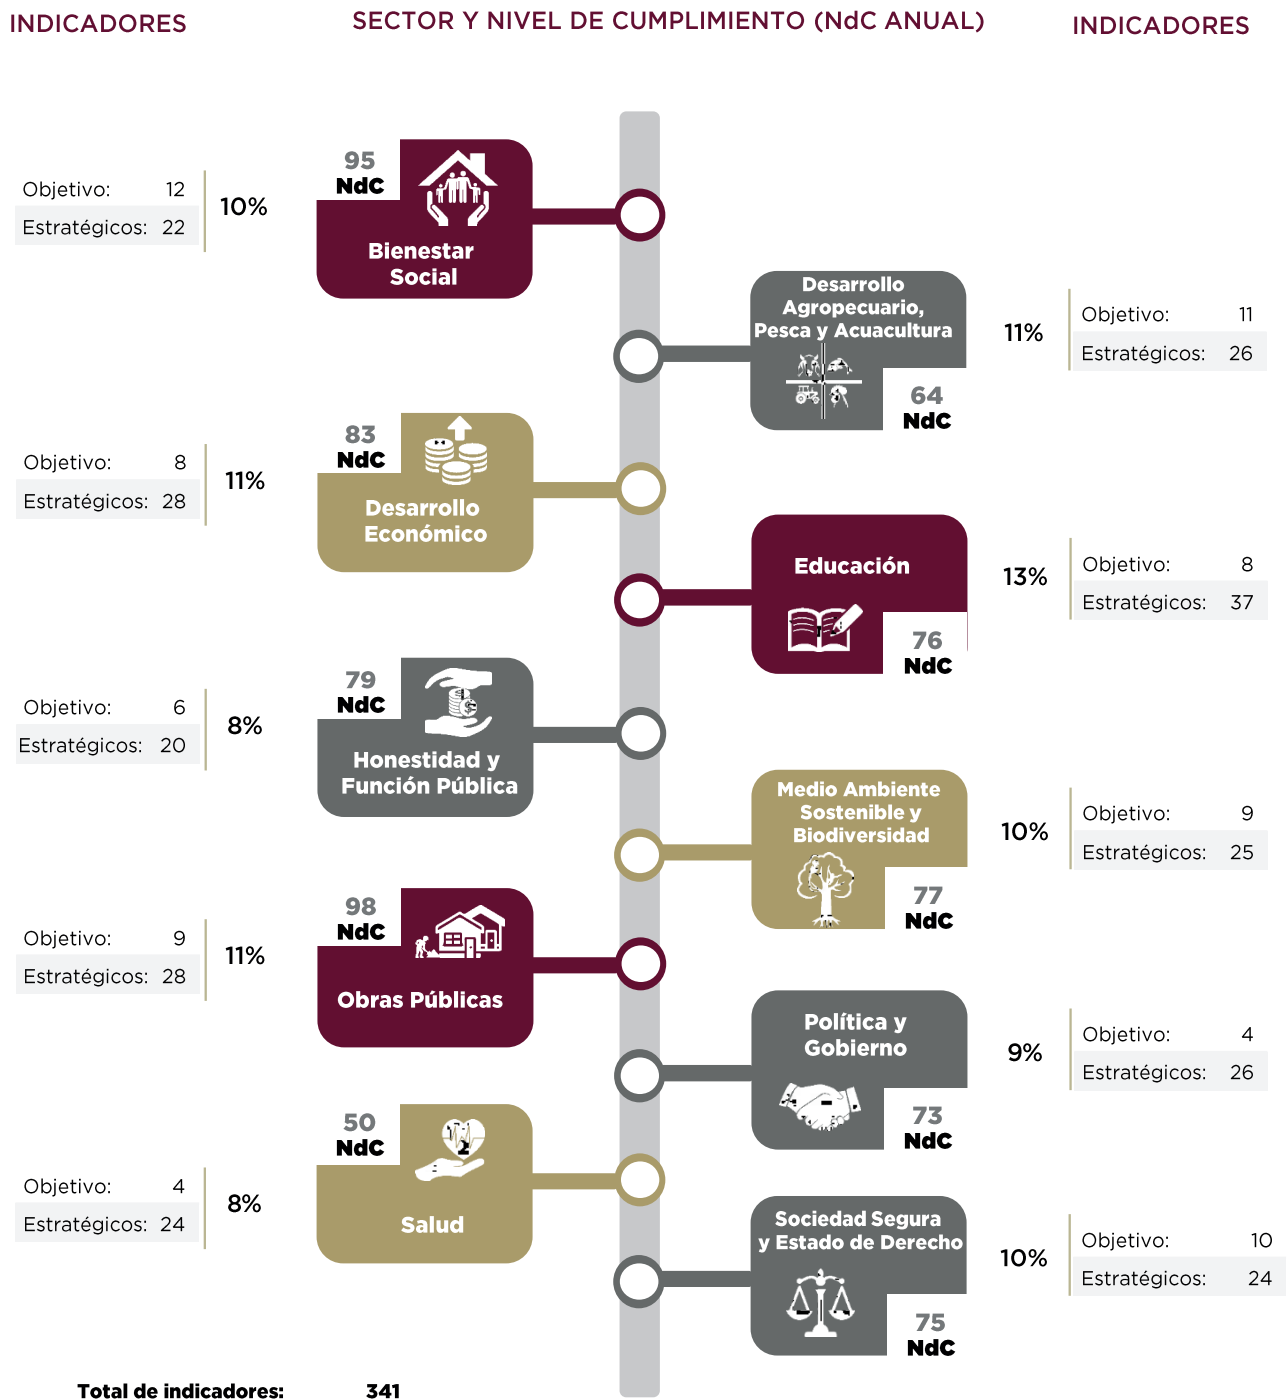 INDICADORES
SECTOR Y NIVEL DE CUMPLIMIENTO (NdC ANUAL)
INDICADORES
Objetivo: 12
Estratégicos: 22
10%
95
NdC
Bienestar
Social
Desarrollo
Agropecuario,
Pesca y Acuacultura
64
NdC
11%
Objetivo: 11
Estratégicos: 26
Objetivo: 8
Estratégicos: 28
11%
83
NdC
Desarrollo
Económico
Educación
76
NdC
13%
Objetivo: 8
Estratégicos: 37
Objetivo: 6
Estratégicos: 20
8%
79
NdC
Honestidad y
Función Pública
Medio Ambiente
Sostenible y
Biodiversidad
77
NdC
10%
Objetivo: 9
Estratégicos: 25
Objetivo: 9
Estratégicos: 28
11%
98
NdC
Obras Públicas
Política y
Gobierno
73
NdC
9%
Objetivo: 4
Estratégicos: 26
Objetivo: 4
Estratégicos: 24
8%
50
NdC
Salud
Sociedad Segura
y Estado de Derecho
75
NdC
10%
Objetivo: 10
Estratégicos: 24
Total de indicadores: 341